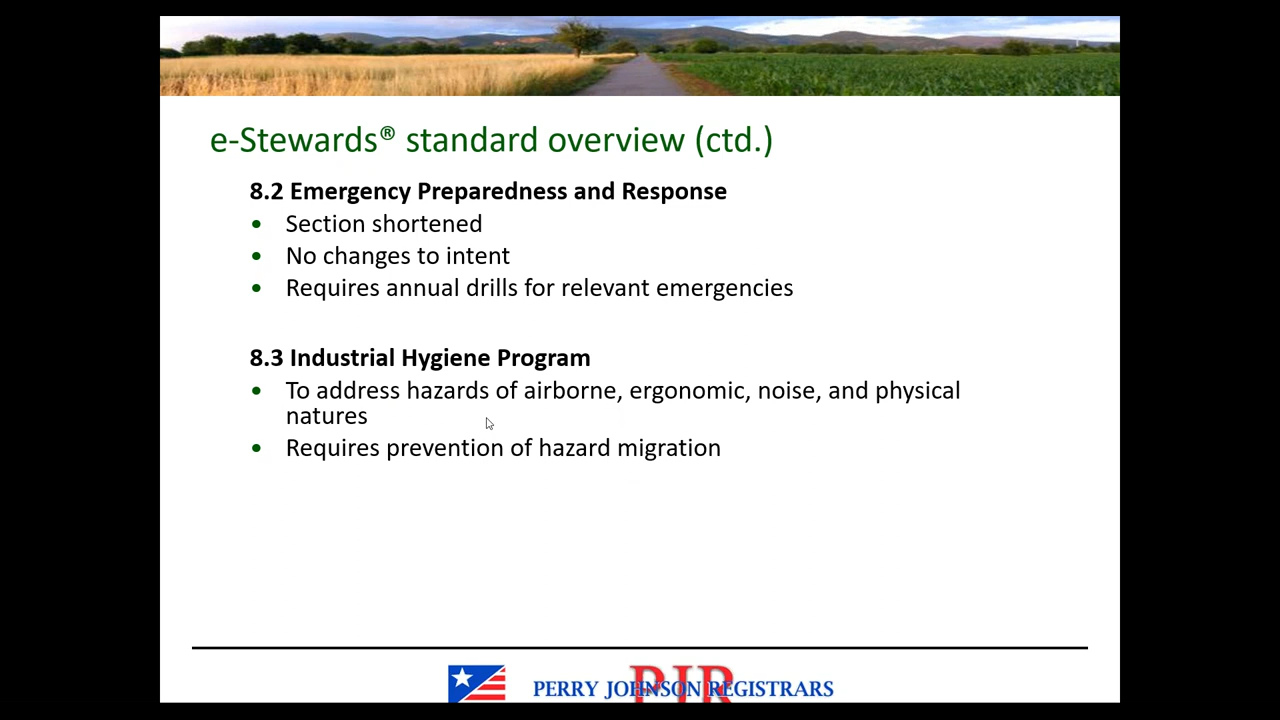 e-Stewards® standard overview (ctd.)
8.2 Emergency Preparedness and Response
• Section shortened
• No changes to intent
• Requires annual drills for relevant emergencies
8.3 Industrial Hygiene Program
• To address hazards of airborne, ergonomic, noise, and physical
natures
• Requires prevention of hazard migration
PJR
PERRY JOHNSON REGISTRARS